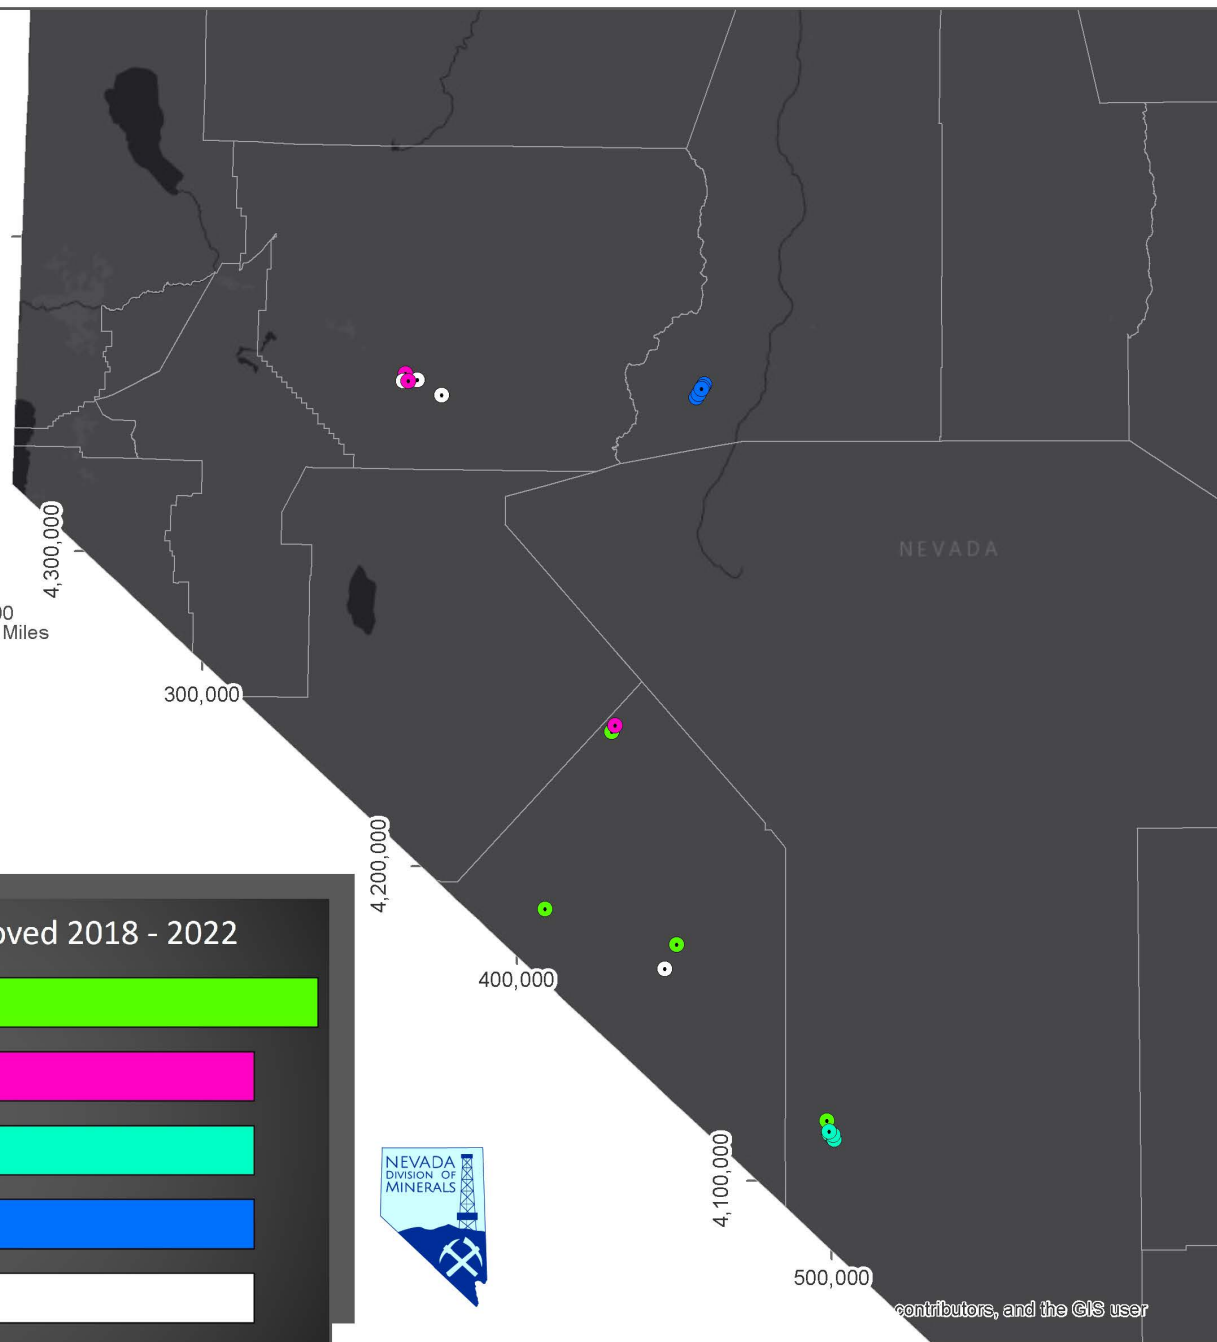 NEVADA
4,300,000
00
Miles
300,000
4,200,000
oved 2018 - 2022
400,000
NEVADA
DIVISION OF
MINERALS
4,100,000
500,000
contributors, and the GIS user